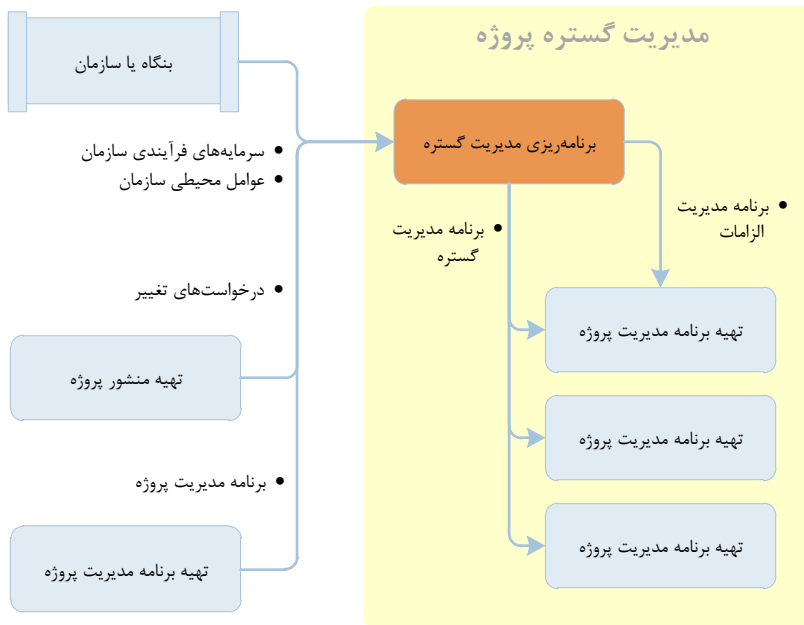 مدیریت گستره پروژه
بنگاه یا سازمان
• سرمایه‌های فرآیندی سازمان
• عوامل محیطی سازمان
• درخواست‌های تغییر
تهیه منشور پروژه
• برنامه مدیریت پروژه
تهیه برنامه مدیریت پروژه
برنامه‌ریزی مدیریت گستره
• برنامه مدیریت
الزامات
• برنامه مدیریت
گستره
تهیه برنامه مدیریت پروژه
تهیه برنامه مدیریت پروژه
تهیه برنامه مدیریت پروژه